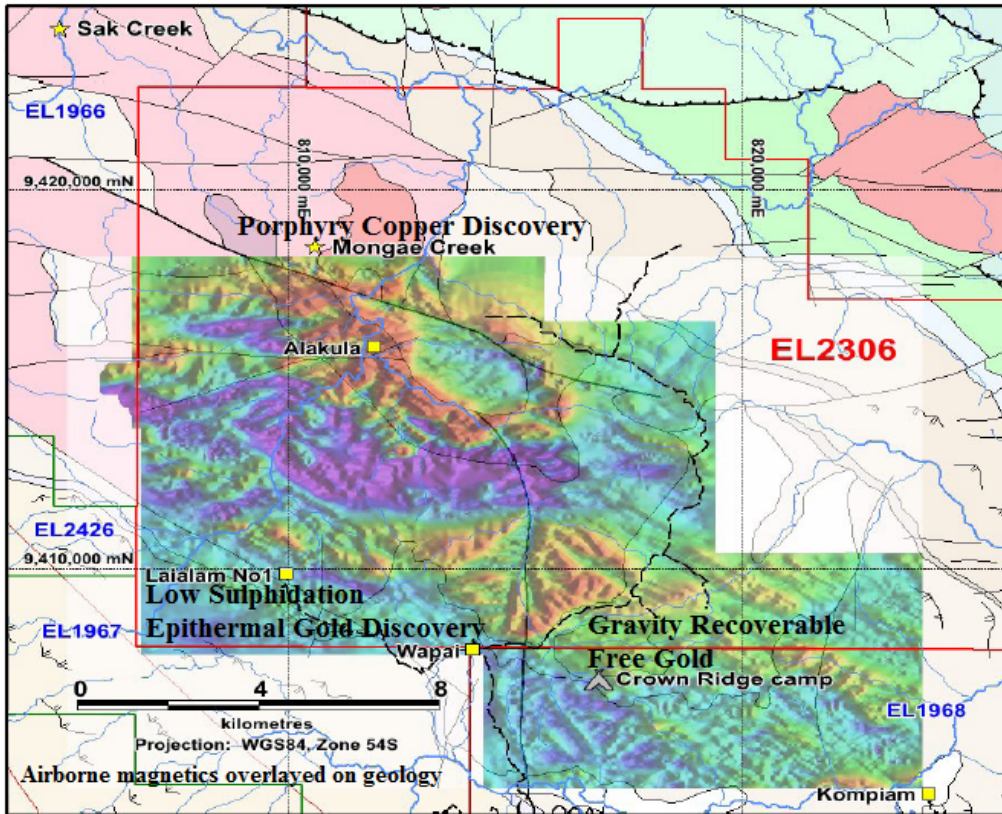 Sak Creek
EL1966
810,000 mE
820,000 mE
9,420,000 mN
Porphyry Copper Discovery
Mongae Creek
Alakula
EL2306
EL2426
9,410,000 mN
Laialam No1
Low Sulphidation
Epithermal Gold Discovery
EL1967
Wapai
Gravity Recoverable
Free Gold
Crown Ridge camp
0 4 8
kilometres
Projection: WGS84, Zone 54S
EL1968
Airborne magnetics overlayed on geology
Kompiam